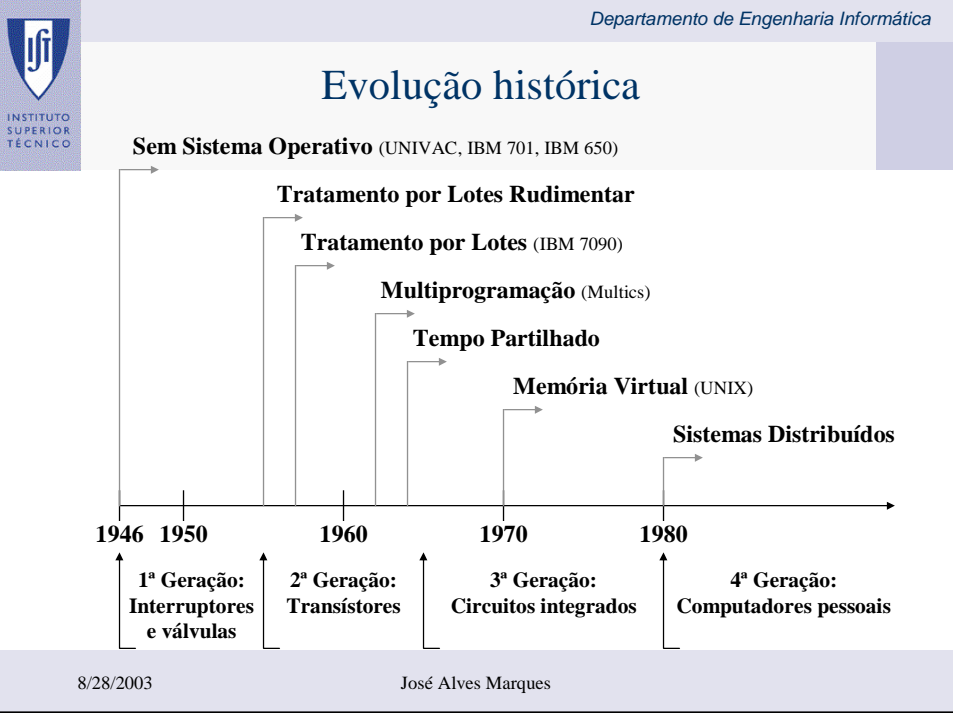 Departamento de Engenharia Informática
INSTITUTO
SUPERIOR
TÉCNICO
Evolução histórica
Sem Sistema Operativo (UNIVAC, IBM 701, IBM 650)
Tratamento por Lotes Rudimentar
Tratamento por Lotes (IBM 7090)
Multiprogramação (Multics)
Tempo Partilhado
Memória Virtual (UNIX)
Sistemas Distribuídos
1946 1950 1960 1970 1980
1ª Geração:
Interruptores
e válvulas
2ª Geração:
Transístores
3ª Geração:
Circuitos integrados
4ª Geração:
Computadores pessoais
8/28/2003
José Alves Marques